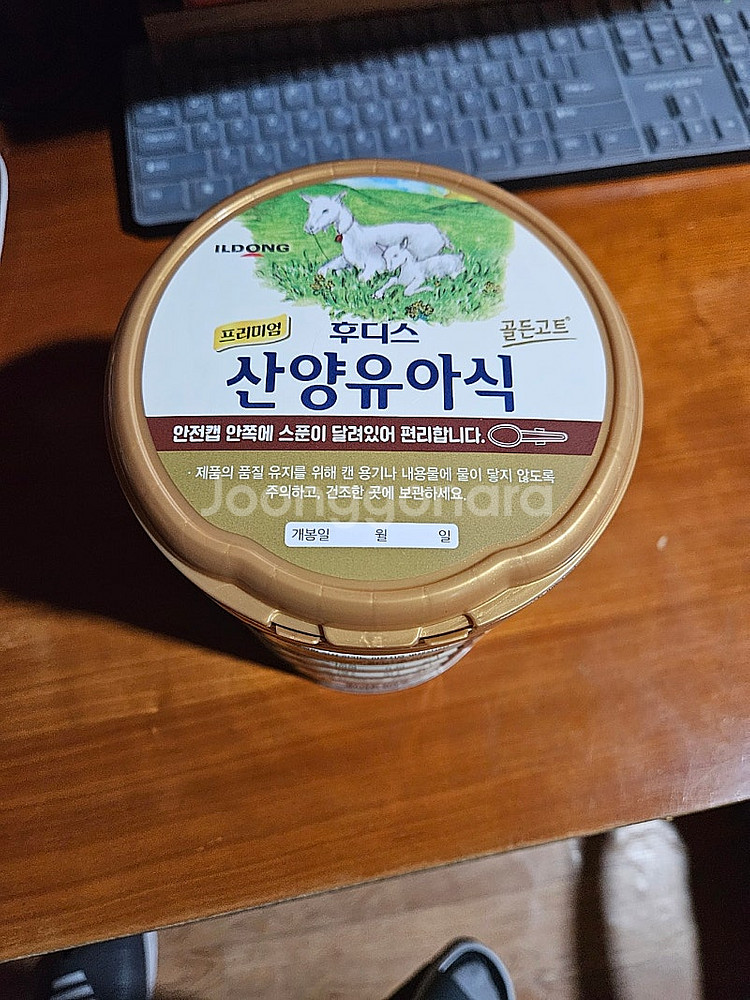 ILDONG
프리미엄
후디스
골든고트
산양유아식
안전캡 안쪽에 스푼이 달려있어 편리합니다.
· 제품의 품질 유지를 위해 캔 용기나 내용물에 물이 닿지 않도록
주의하고, 건조한 곳에 보관하세요.
Joonggonara
개봉일 월 일